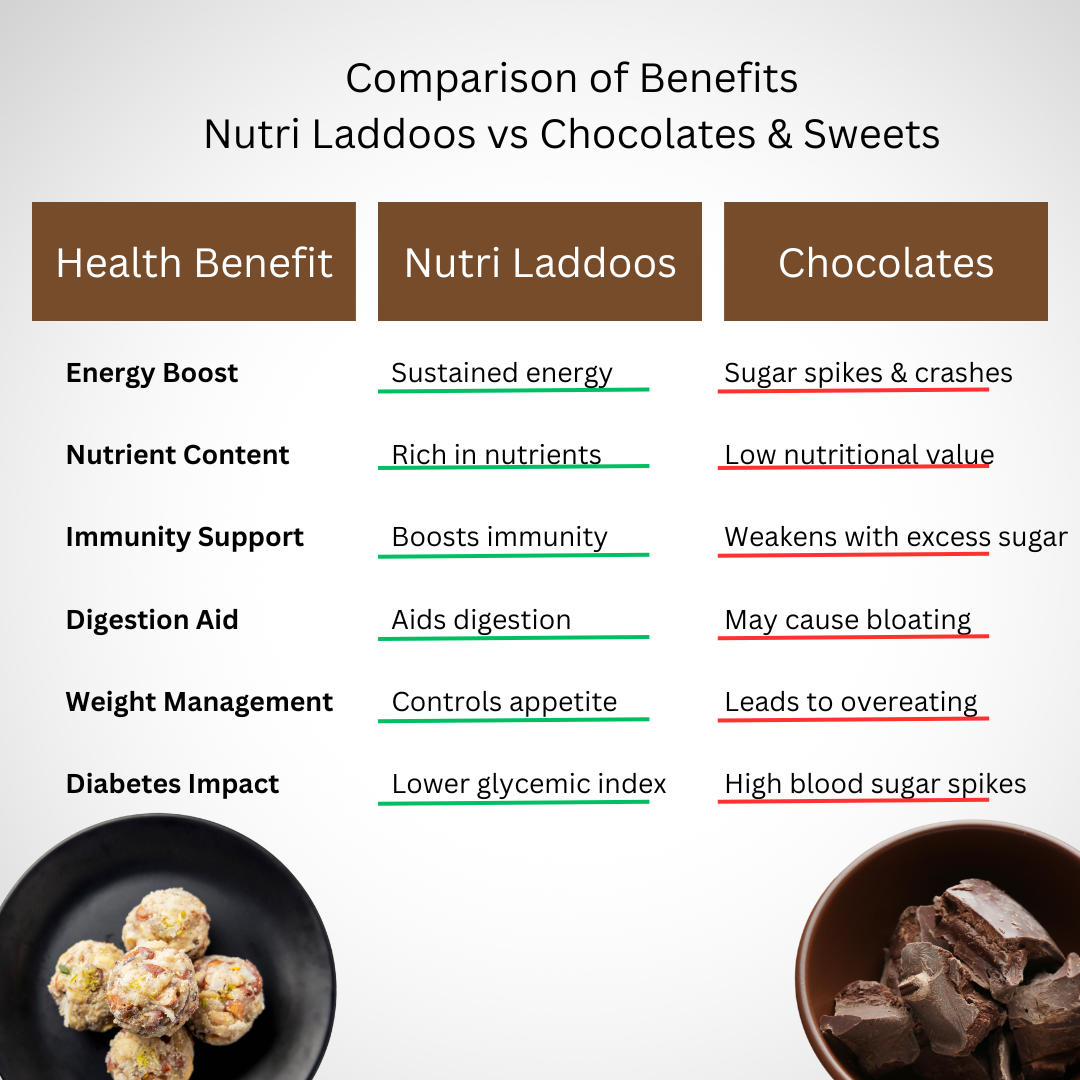 Comparison of Benefits
Nutri Laddoos vs Chocolates & Sweets
Health Benefit Nutri Laddoos Chocolates
Energy Boost Sustained energy Sugar spikes & crashes
Nutrient Content Rich in nutrients Low nutritional value
Immunity Support Boosts immunity Weakens with excess sugar
Digestion Aid Aids digestion May cause bloating
Weight Management Controls appetite Leads to overeating
Diabetes Impact Lower glycemic index High blood sugar spikes